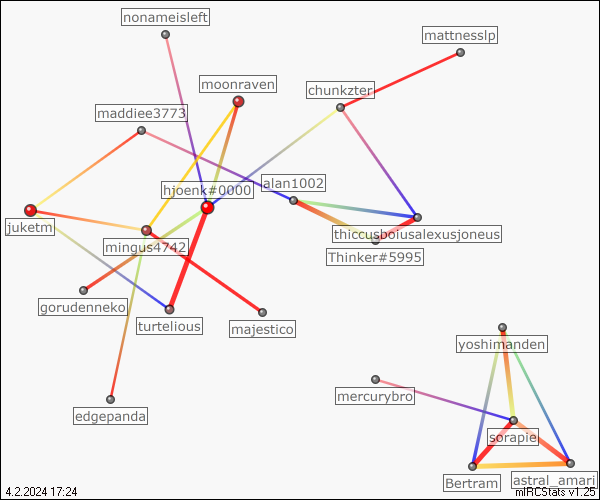 nonameisleft
mattnesslp
moonraven
chunkzter
maddiee3773
alan1002
hjoenk#0000
juketm
thiccusboiusalexusjoneus
mingus4742
Thinker#5995
gorudenneko
turtelious
majestico
yoshimanden
mercurybro
edgepanda
sorapie
Bertram
astral_amari
4.2.2024 17:24
mIRCStats v1.25